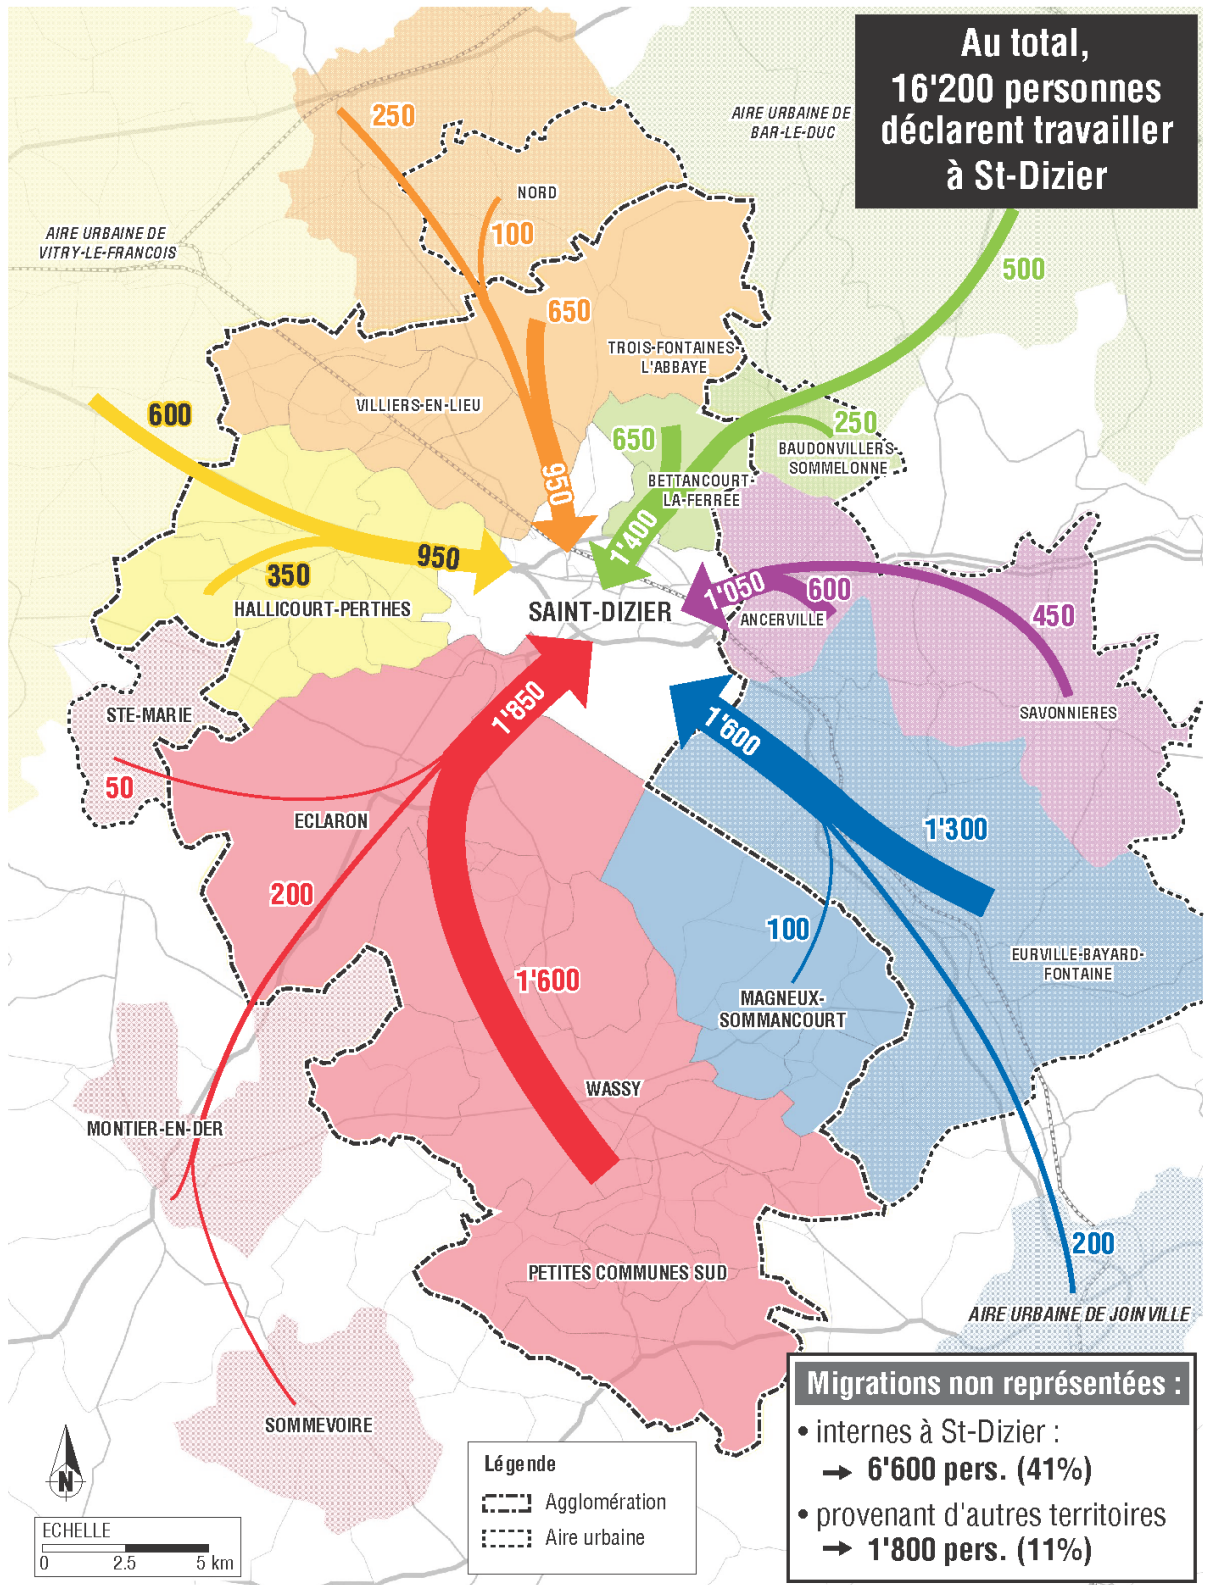 Au total,
16'200 personnes
déclarent travailler
à St-Dizier
250
AIRE URBAINE DE
BAR-LE-DUC
NORD
100
AIRE URBAINE DE
VITRY-LE-FRANCOIS
500
650
TROIS-FONTAINES-
L'ABBAYE
VILLIERS-EN-LIEU
600
650
250
BAUDONVILLERS-
SOMMELONNE
BETTANCOURT-
LA-FERRÉE
950
1'400
950
350
HALLICOURT-PERTHES
SAINT-DIZIER
1'050
600
ANCERVILLE
450
SAVONNIERES
STE-MARIE
1'850
1'600
50
ECLARON
1'300
200
100
1'600
EURVILLE-BAYARD-
FONTAINE
MAGNEUX-
SOMMANCOURT
WASSY
MONTIER-EN-DER
200
PETITES COMMUNES SUD
AIRE URBAINE DE JOINVILLE
SOMMEVOIRE
Migrations non représentées :
• internes à St-Dizier :
→ 6'600 pers. (41%)
• provenant d'autres territoires
→ 1'800 pers. (11%)
Légende
Agglomération
Aire urbaine
N
ECHELLE
0 2.5 5 km